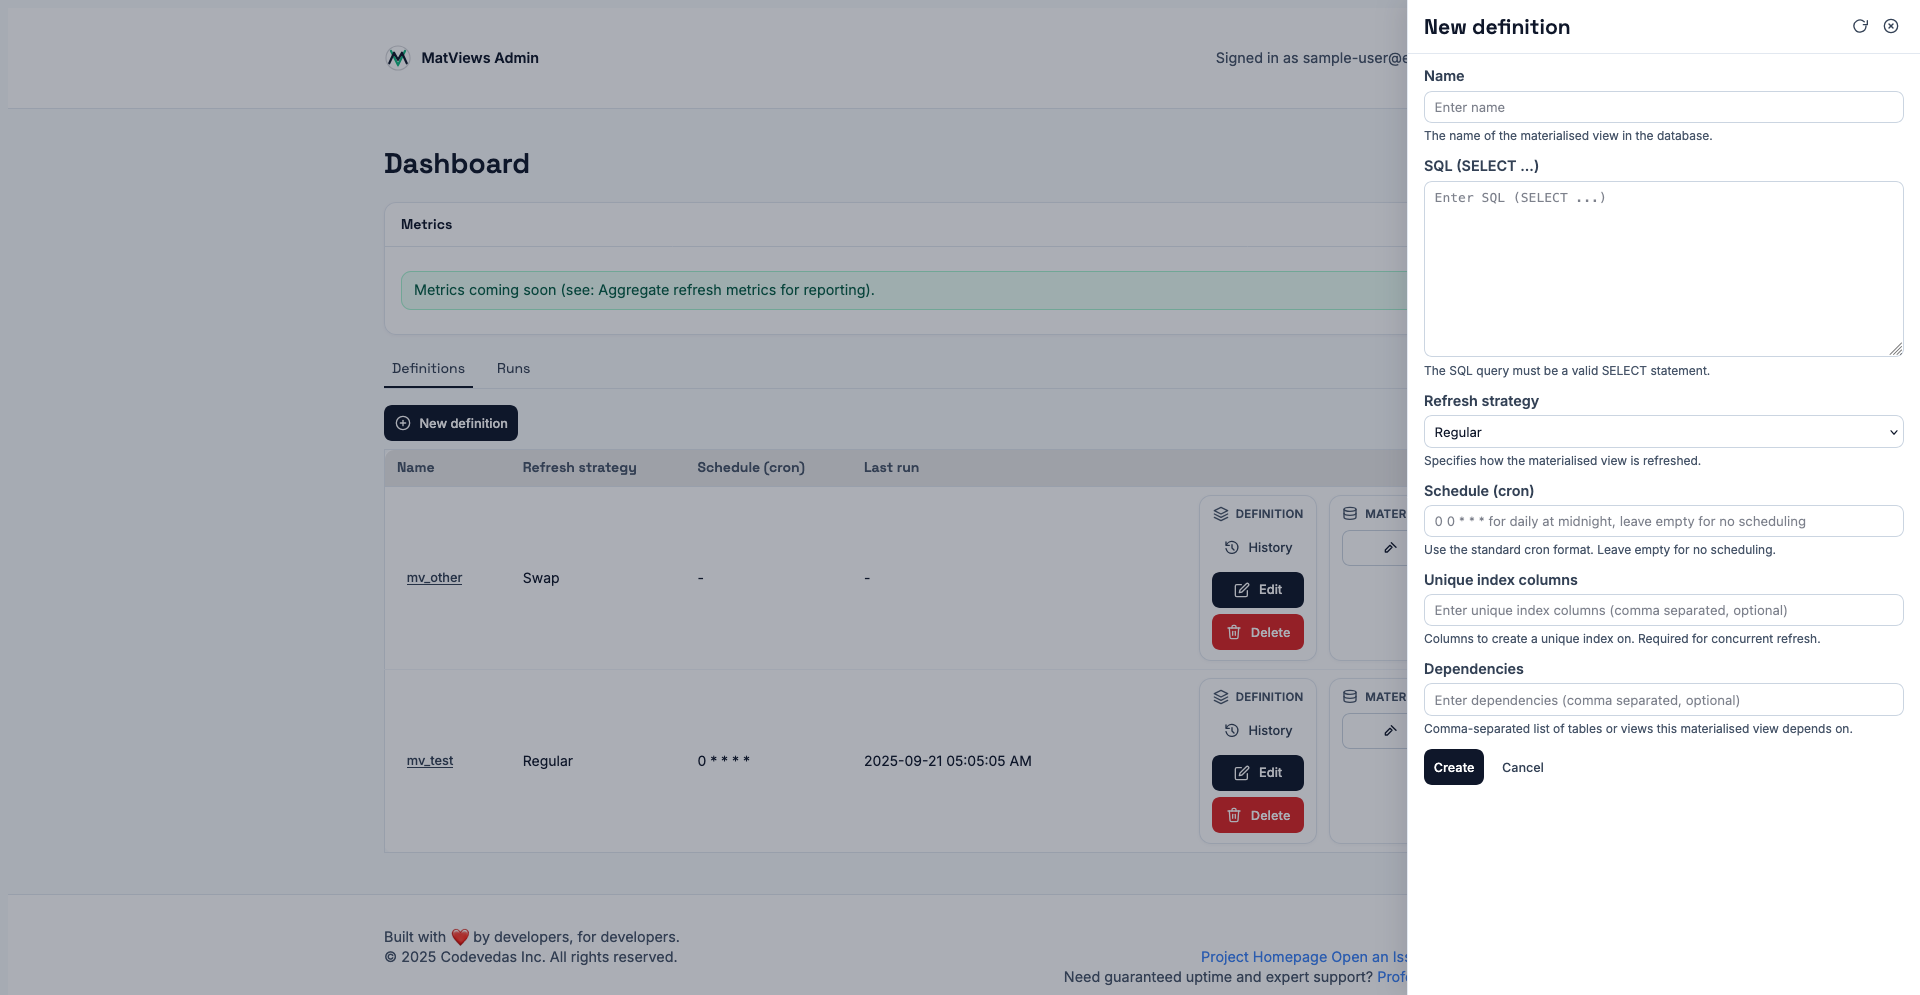 MatViews Admin
Signed in as sample-user@e
Dashboard
Metrics
Metrics coming soon (see: Aggregate refresh metrics for reporting).
Definitions
Runs
New definition
Name
Refresh strategy
Schedule (cron)
Last run
mv_other
Swap
-
-
DEFINITION
History
Edit
Delete
MATER
mv_test
Regular
0 * * * *
2025-09-21 05:05:05 AM
DEFINITION
History
Edit
Delete
MATER
Built with ❤️ by developers, for developers.
© 2025 Codevedas Inc. All rights reserved.
Project Homepage Open an Iss
Need guaranteed uptime and expert support? Profe
New definition
Name
Enter name
The name of the materialised view in the database.
SQL (SELECT ...)
Enter SQL (SELECT ...)
The SQL query must be a valid SELECT statement.
Refresh strategy
Regular
Specifies how the materialised view is refreshed.
Schedule (cron)
0 0 * * * for daily at midnight, leave empty for no scheduling
Use the standard cron format. Leave empty for no scheduling.
Unique index columns
Enter unique index columns (comma separated, optional)
Columns to create a unique index on. Required for concurrent refresh.
Dependencies
Enter dependencies (comma separated, optional)
Comma-separated list of tables or views this materialised view depends on.
Create
Cancel